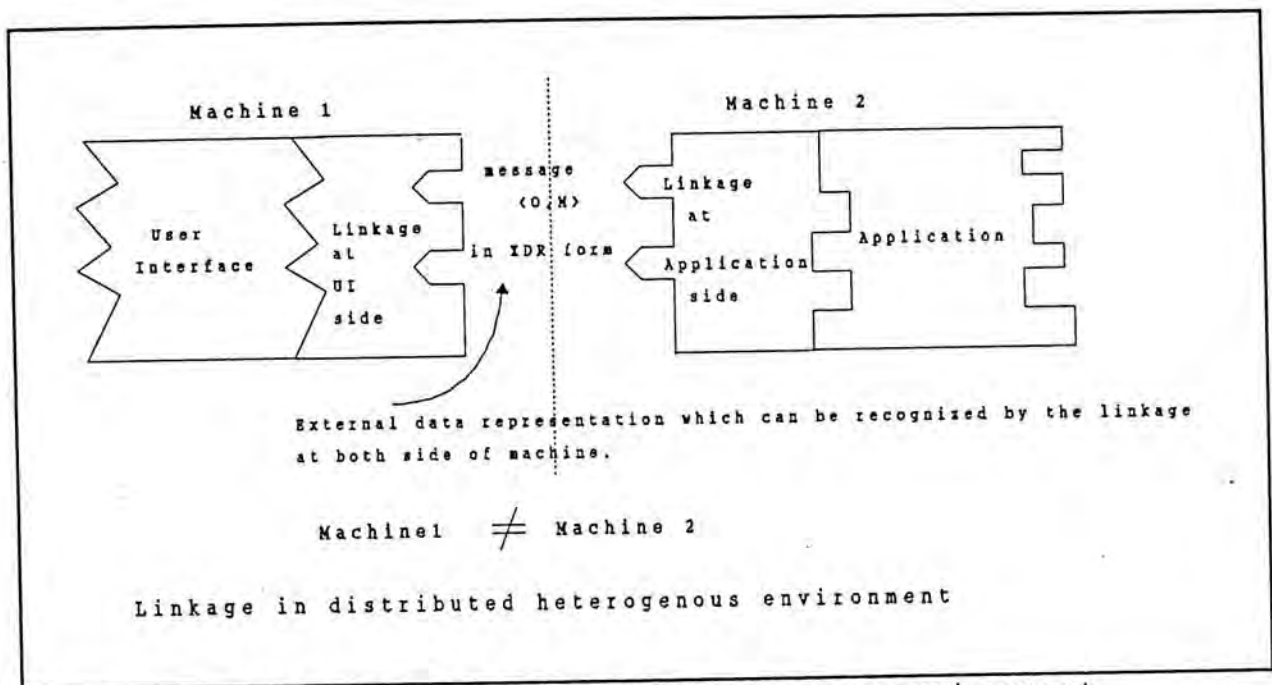 Machine 1
Machine 2
User
Interface
Linkage
at
UI
side
message
<O,M>
in XDR form
Linkage
at
Application
side
Application
External data representation which can be recognized by the linkage
at both side of machine.
Machine1 ≠ Machine 2
Linkage in distributed heterogenous environment